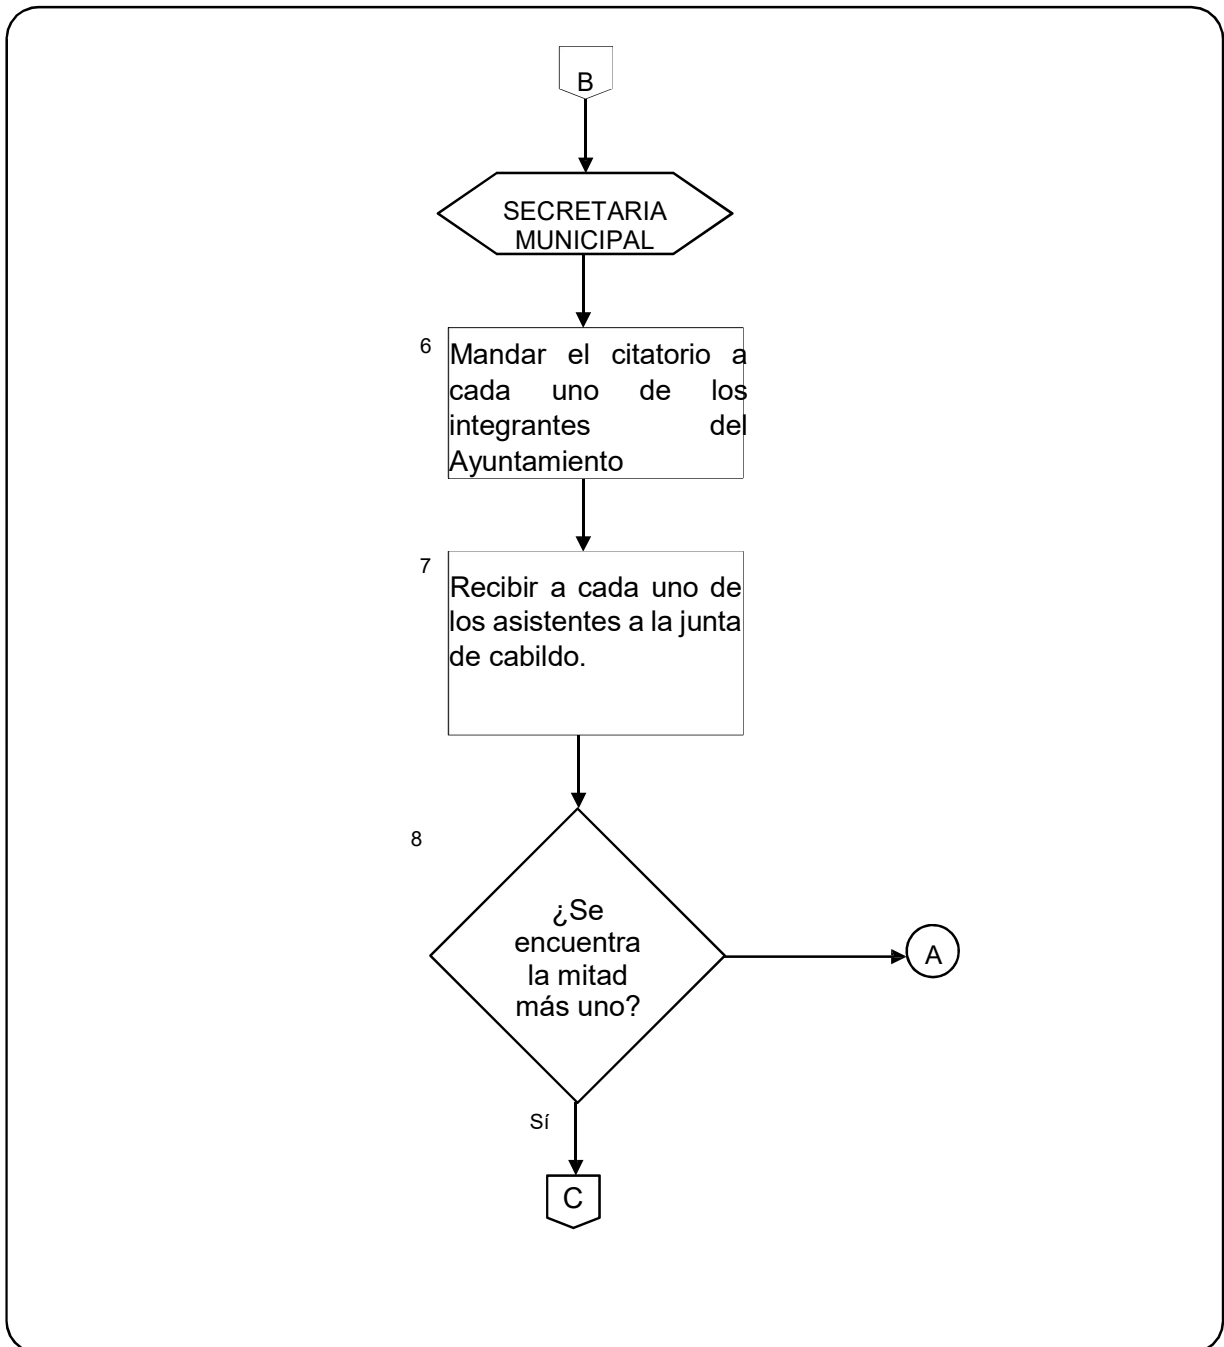 B
SECRETARIA
MUNICIPAL
6
Mandar el citatorio a
cada uno de los
integrantes del
Ayuntamiento
7
Recibir a cada uno de
los asistentes a la junta
de cabildo.
8
¿Se
encuentra
la mitad
más uno?
A
Sí
C